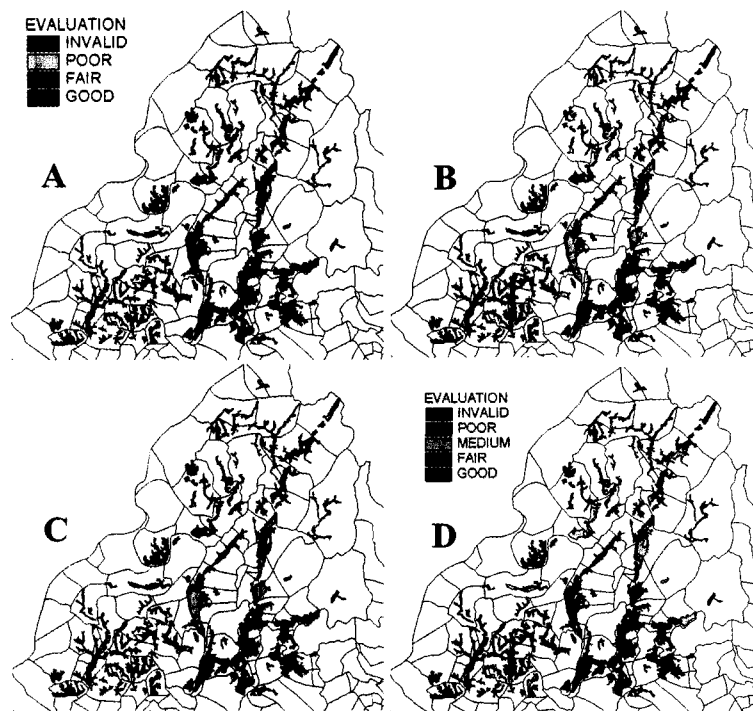 EVALUATION
INVALID
POOR
FAIR
GOOD
A
B
C
EVALUATION
INVALID
POOR
MEDIUM
FAIR
GOOD
D